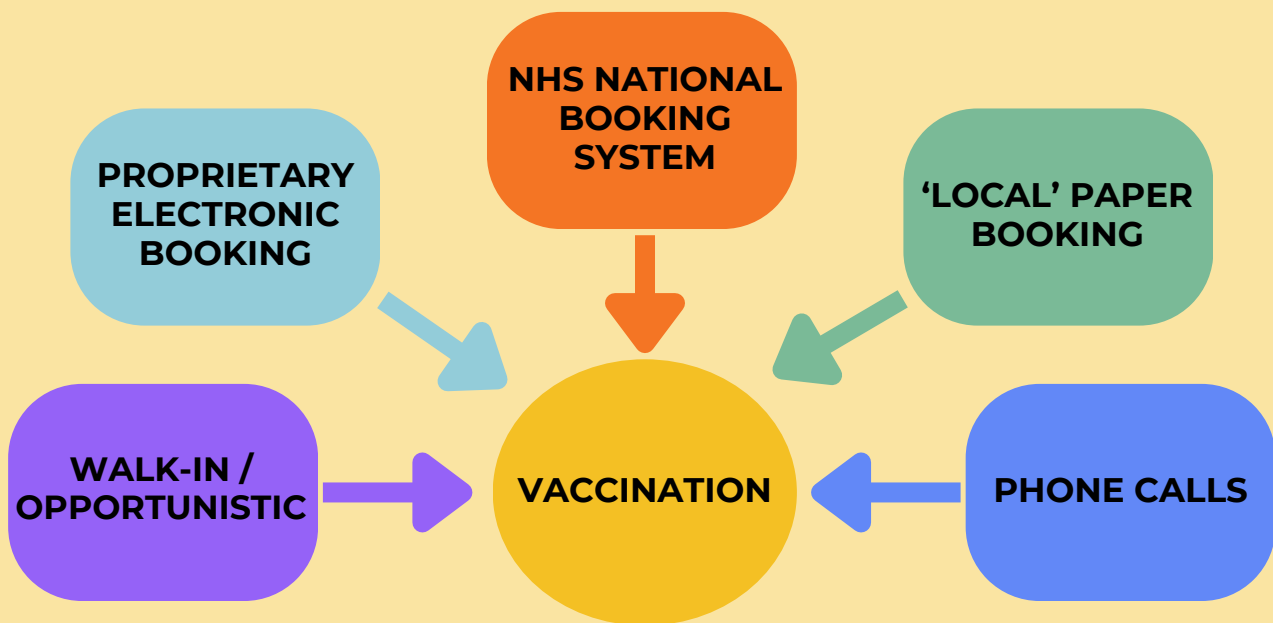 NHS NATIONAL
BOOKING
SYSTEM
PROPRIETARY
ELECTRONIC
BOOKING
‘LOCAL’ PAPER
BOOKING
WALK-IN /
OPPORTUNISTIC
VACCINATION
PHONE CALLS